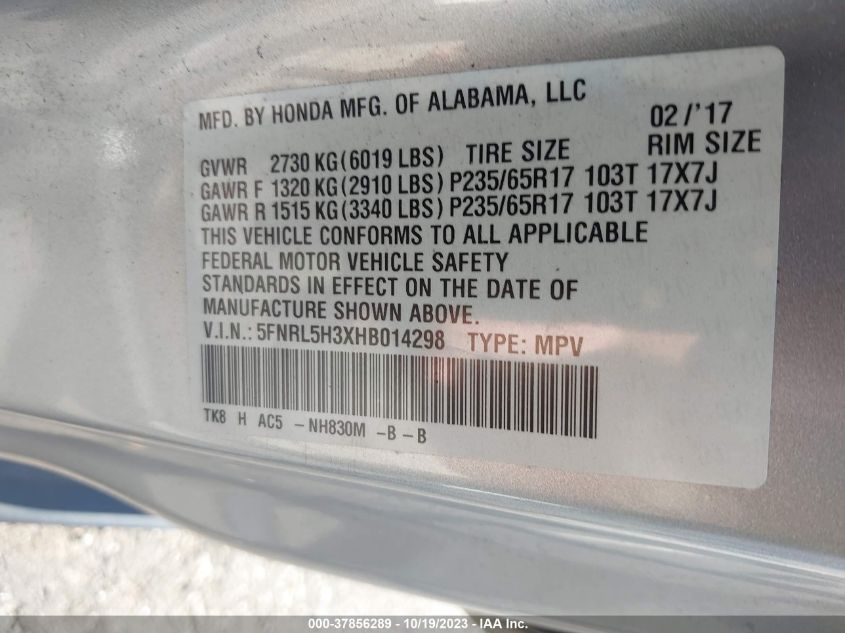 MFD. BY HONDA MFG. OF ALABAMA, LLC 02 /'17
GVWR 2730 KG (6019 LBS) TIRE SIZE RIM SIZE
GAWR F 1320 KG (2910 LBS) P235/65R17 103T 17X7J
GAWR R 1515 KG (3340 LBS) P235/65R17 103T 17X7J
THIS VEHICLE CONFORMS TO ALL APPLICABLE
FEDERAL MOTOR VEHICLE SAFETY
STANDARDS IN EFFECT ON THE DATE OF
MANUFACTURE SHOWN ABOVE.
V.I.N.: 5FNRL5H3XHB014298 TYPE: MPV
TK8 H AC5 -NH830M -B -B
000-37856289 - 10/19/2023 - IAA Inc.